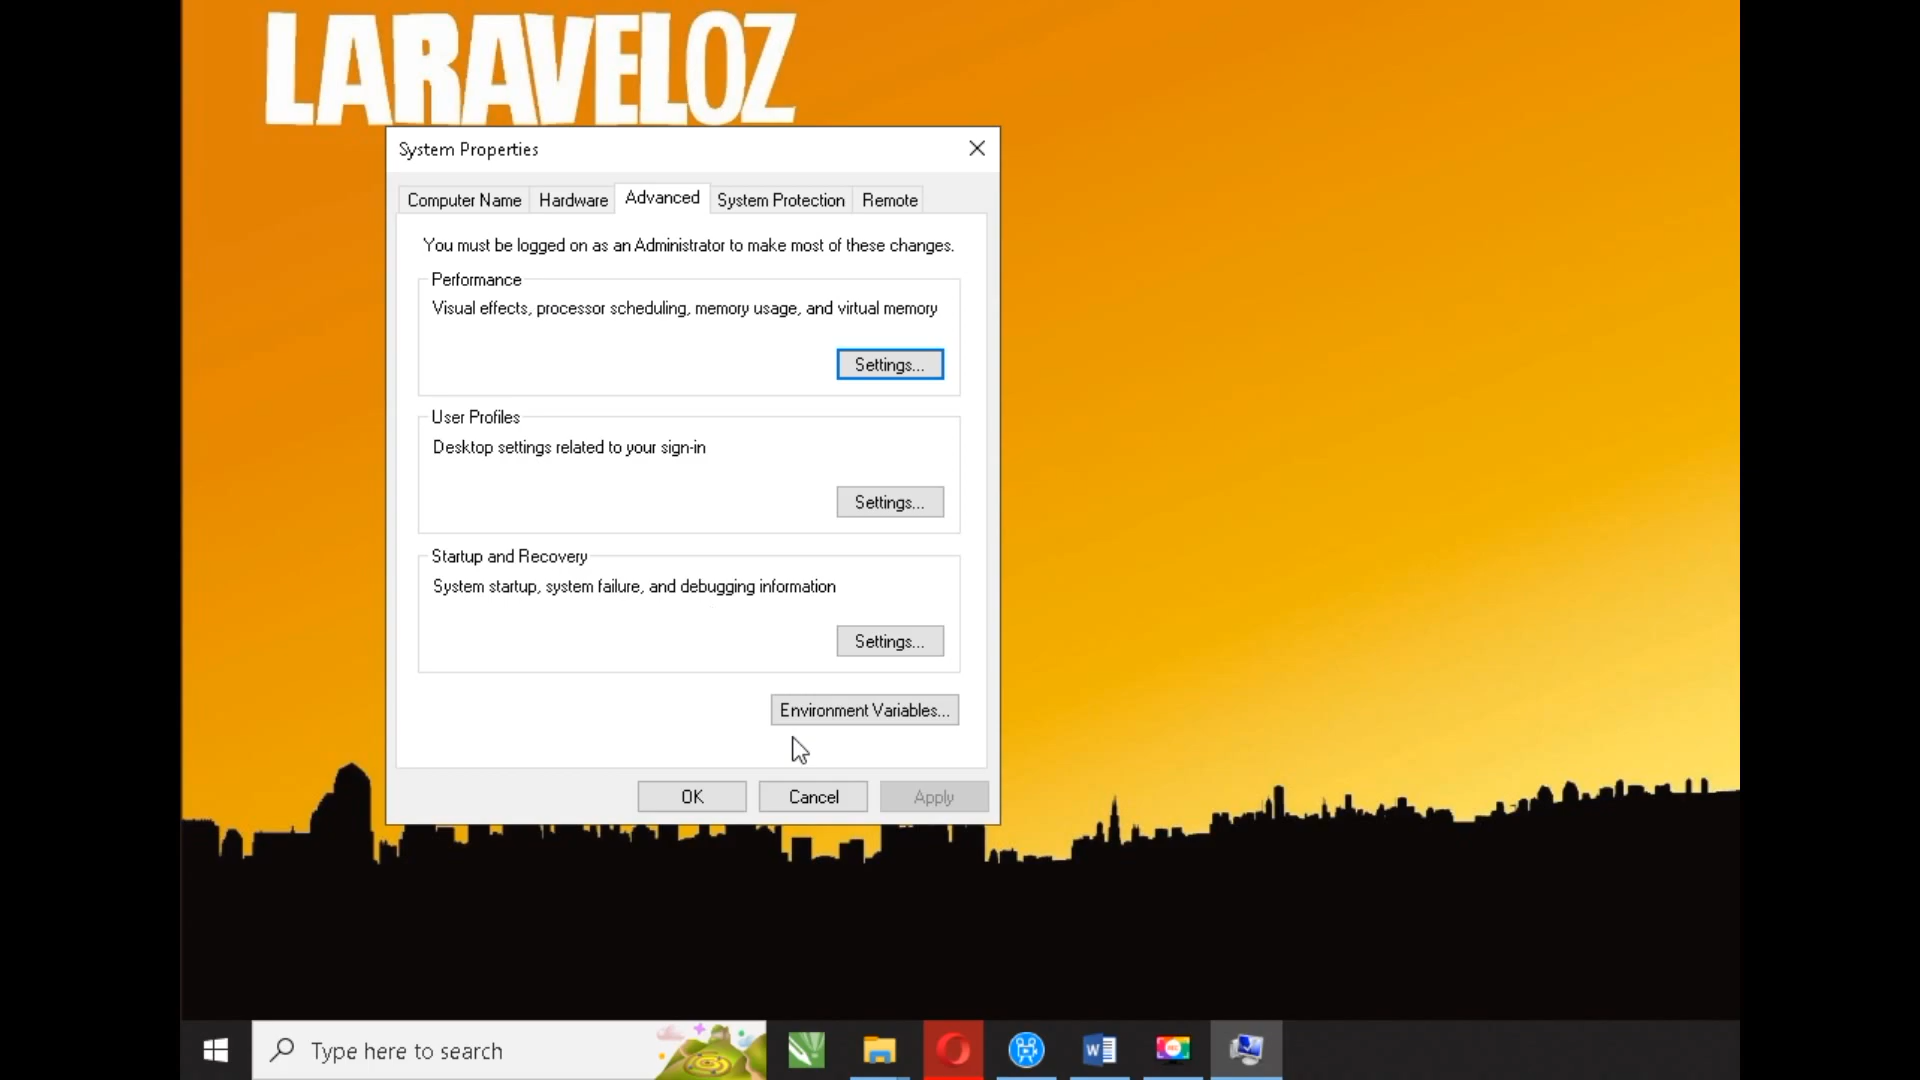 LARAVELOZ
System Properties
Computer Name Hardware Advanced System Protection Remote
You must be logged on as an Administrator to make most of these changes.
Performance
Visual effects, processor scheduling, memory usage, and virtual memory
Settings...
User Profiles
Desktop settings related to your sign-in
Settings...
Startup and Recovery
System startup, system failure, and debugging information
Settings...
Environment Variables...
OK Cancel Apply
Type here to search
W